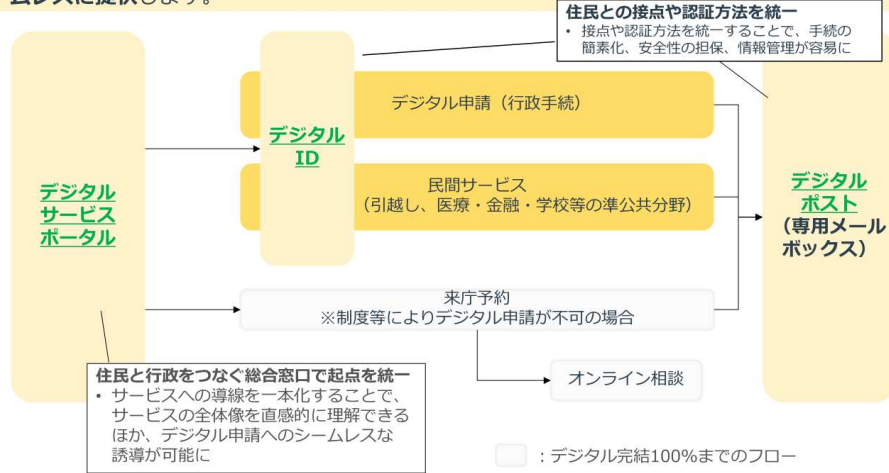 ムレスに提供します。
住民との接点や認証方法を統一
• 接点や認証方法を統一することで、手続の
簡素化、安全性の担保、情報管理が容易に
デジタル申請（行政手続）
デジタル
ID
民間サービス
（引越し、医療・金融・学校等の準公共分野）
デジタル
サービス
ポータル
デジタル
ポスト
（専用メール
ボックス）
来庁予約
※制度等によりデジタル申請が不可の場合
住民と行政をつなぐ総合窓口で起点を統一
• サービスへの導線を一本化することで、
サービスの全体像を直感的に理解できる
ほか、デジタル申請へのシームレスな
誘導が可能に
オンライン相談
：デジタル完結100%までのフロー